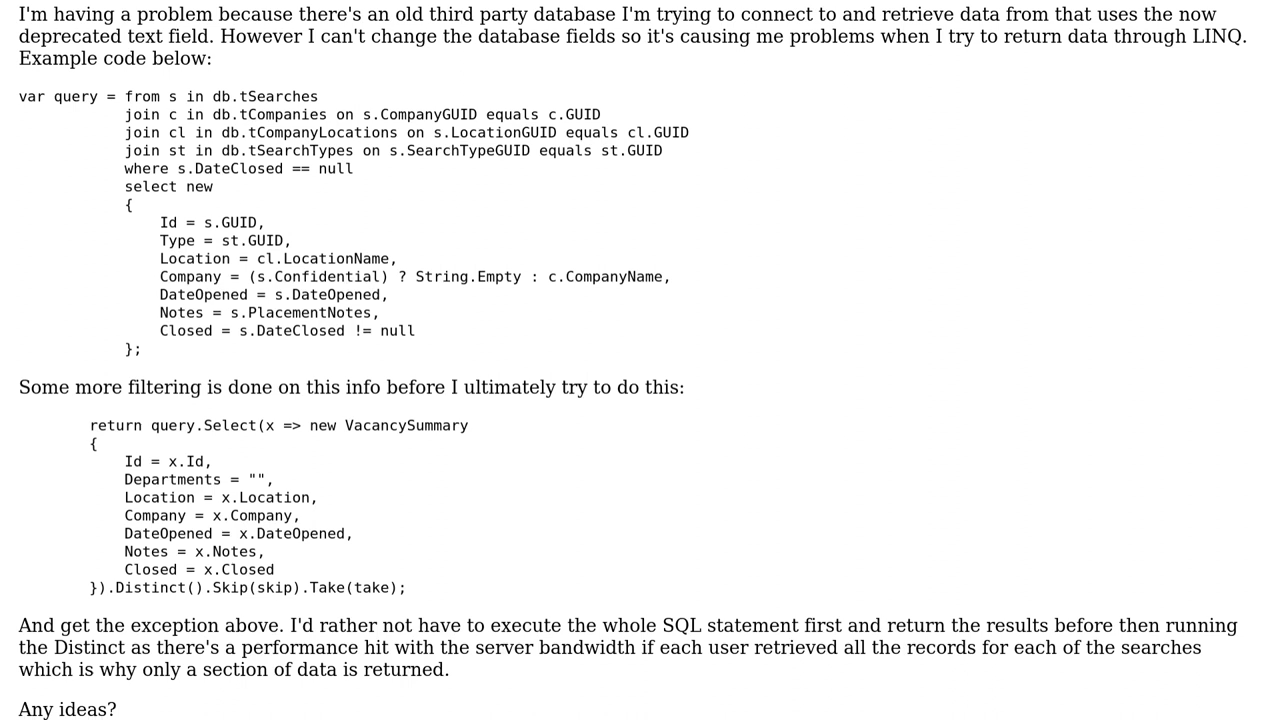 I'm having a problem because there's an old third party database I'm trying to connect to and retrieve data from that uses the now
deprecated text field. However I can't change the database fields so it's causing me problems when I try to return data through LINQ.
Example code below:
var query = from s in db.tSearches
            join c in db.tCompanies on s.CompanyGUID equals c.GUID
            join cl in db.tCompanyLocations on s.LocationGUID equals cl.GUID
            join st in db.tSearchTypes on s.SearchTypeGUID equals st.GUID
            where s.DateClosed == null
            select new
            {
                Id = s.GUID,
                Type = st.GUID,
                Location = cl.LocationName,
                Company = (s.Confidential) ? String.Empty : c.CompanyName,
                DateOpened = s.DateOpened,
                Notes = s.PlacementNotes,
                Closed = s.DateClosed != null
            };
Some more filtering is done on this info before I ultimately try to do this:
        return query.Select(x => new VacancySummary
        {
            Id = x.Id,
            Departments = "",
            Location = x.Location,
            Company = x.Company,
            DateOpened = x.DateOpened,
            Notes = x.Notes,
            Closed = x.Closed
        }).Distinct().Skip(skip).Take(take);
And get the exception above. I'd rather not have to execute the whole SQL statement first and return the results before then running
the Distinct as there's a performance hit with the server bandwidth if each user retrieved all the records for each of the searches
which is why only a section of data is returned.
Any ideas?